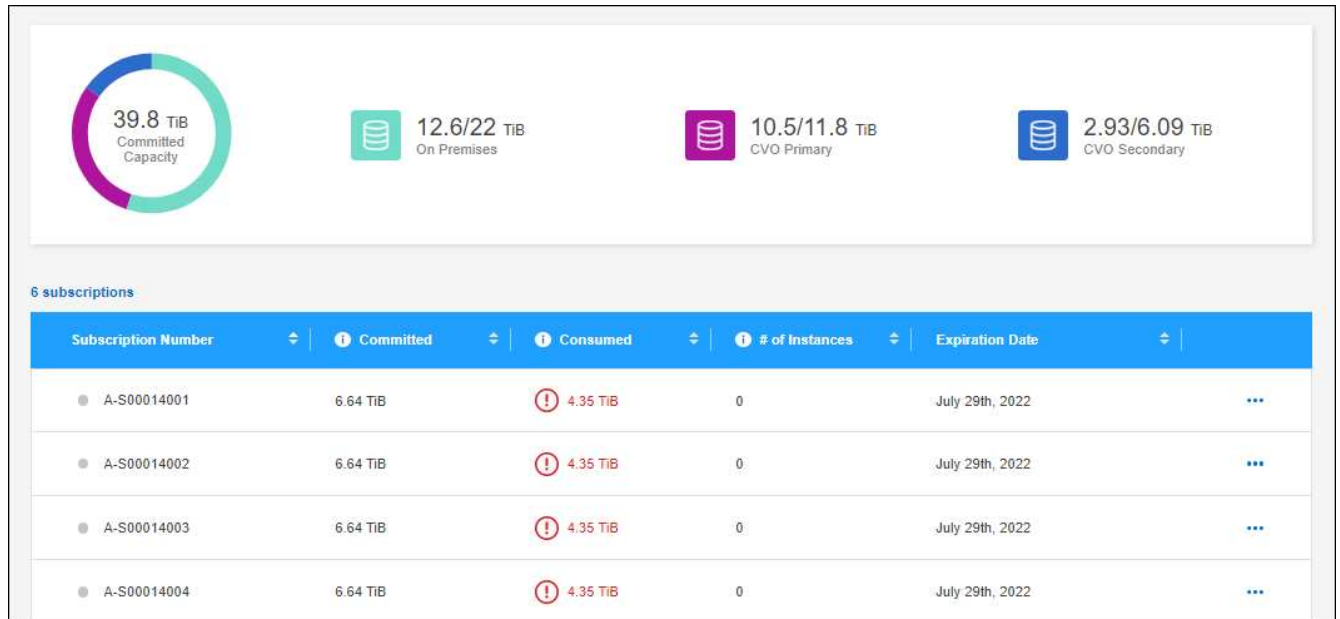 39.8 TiB
Committed
Capacity
12.6/22 TiB
On Premises
10.5/11.8 TiB
CVO Primary
2.93/6.09 TiB
CVO Secondary
6 subscriptions
Subscription Number Committed Consumed # of Instances Expiration Date
A-S00014001 6.64 TiB 4.35 TiB 0 July 29th, 2022
A-S00014002 6.64 TiB 4.35 TiB 0 July 29th, 2022
A-S00014003 6.64 TiB 4.35 TiB 0 July 29th, 2022
A-S00014004 6.64 TiB 4.35 TiB 0 July 29th, 2022